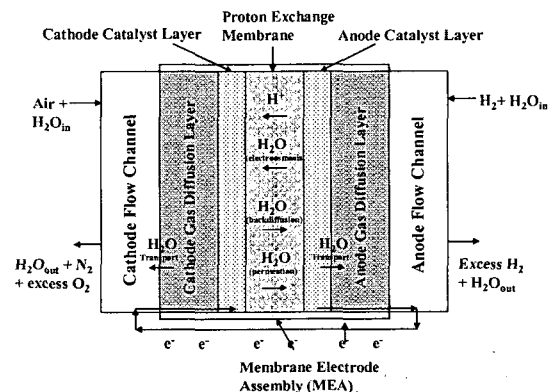 Proton Exchange
Membrane
Cathode Catalyst Layer
Anode Catalyst Layer
Air +
H₂Oin
H₂ + H₂Oin
Cathode Flow Channel
Cathode Gas Diffusion Layer
H⁺
H₂O
(electroosmosis)
H₂O
(backdiffusion)
H₂O
(permeation)
H₂O
Transport
H₂O
Transport
Anode Gas Diffusion Layer
Anode Flow Channel
H₂Oout + N₂
+ excess O₂
Excess H₂
+ H₂Oout
e⁻ e⁻ e⁻ e⁻ e⁻ e⁻
Membrane Electrode
Assembly (MEA)